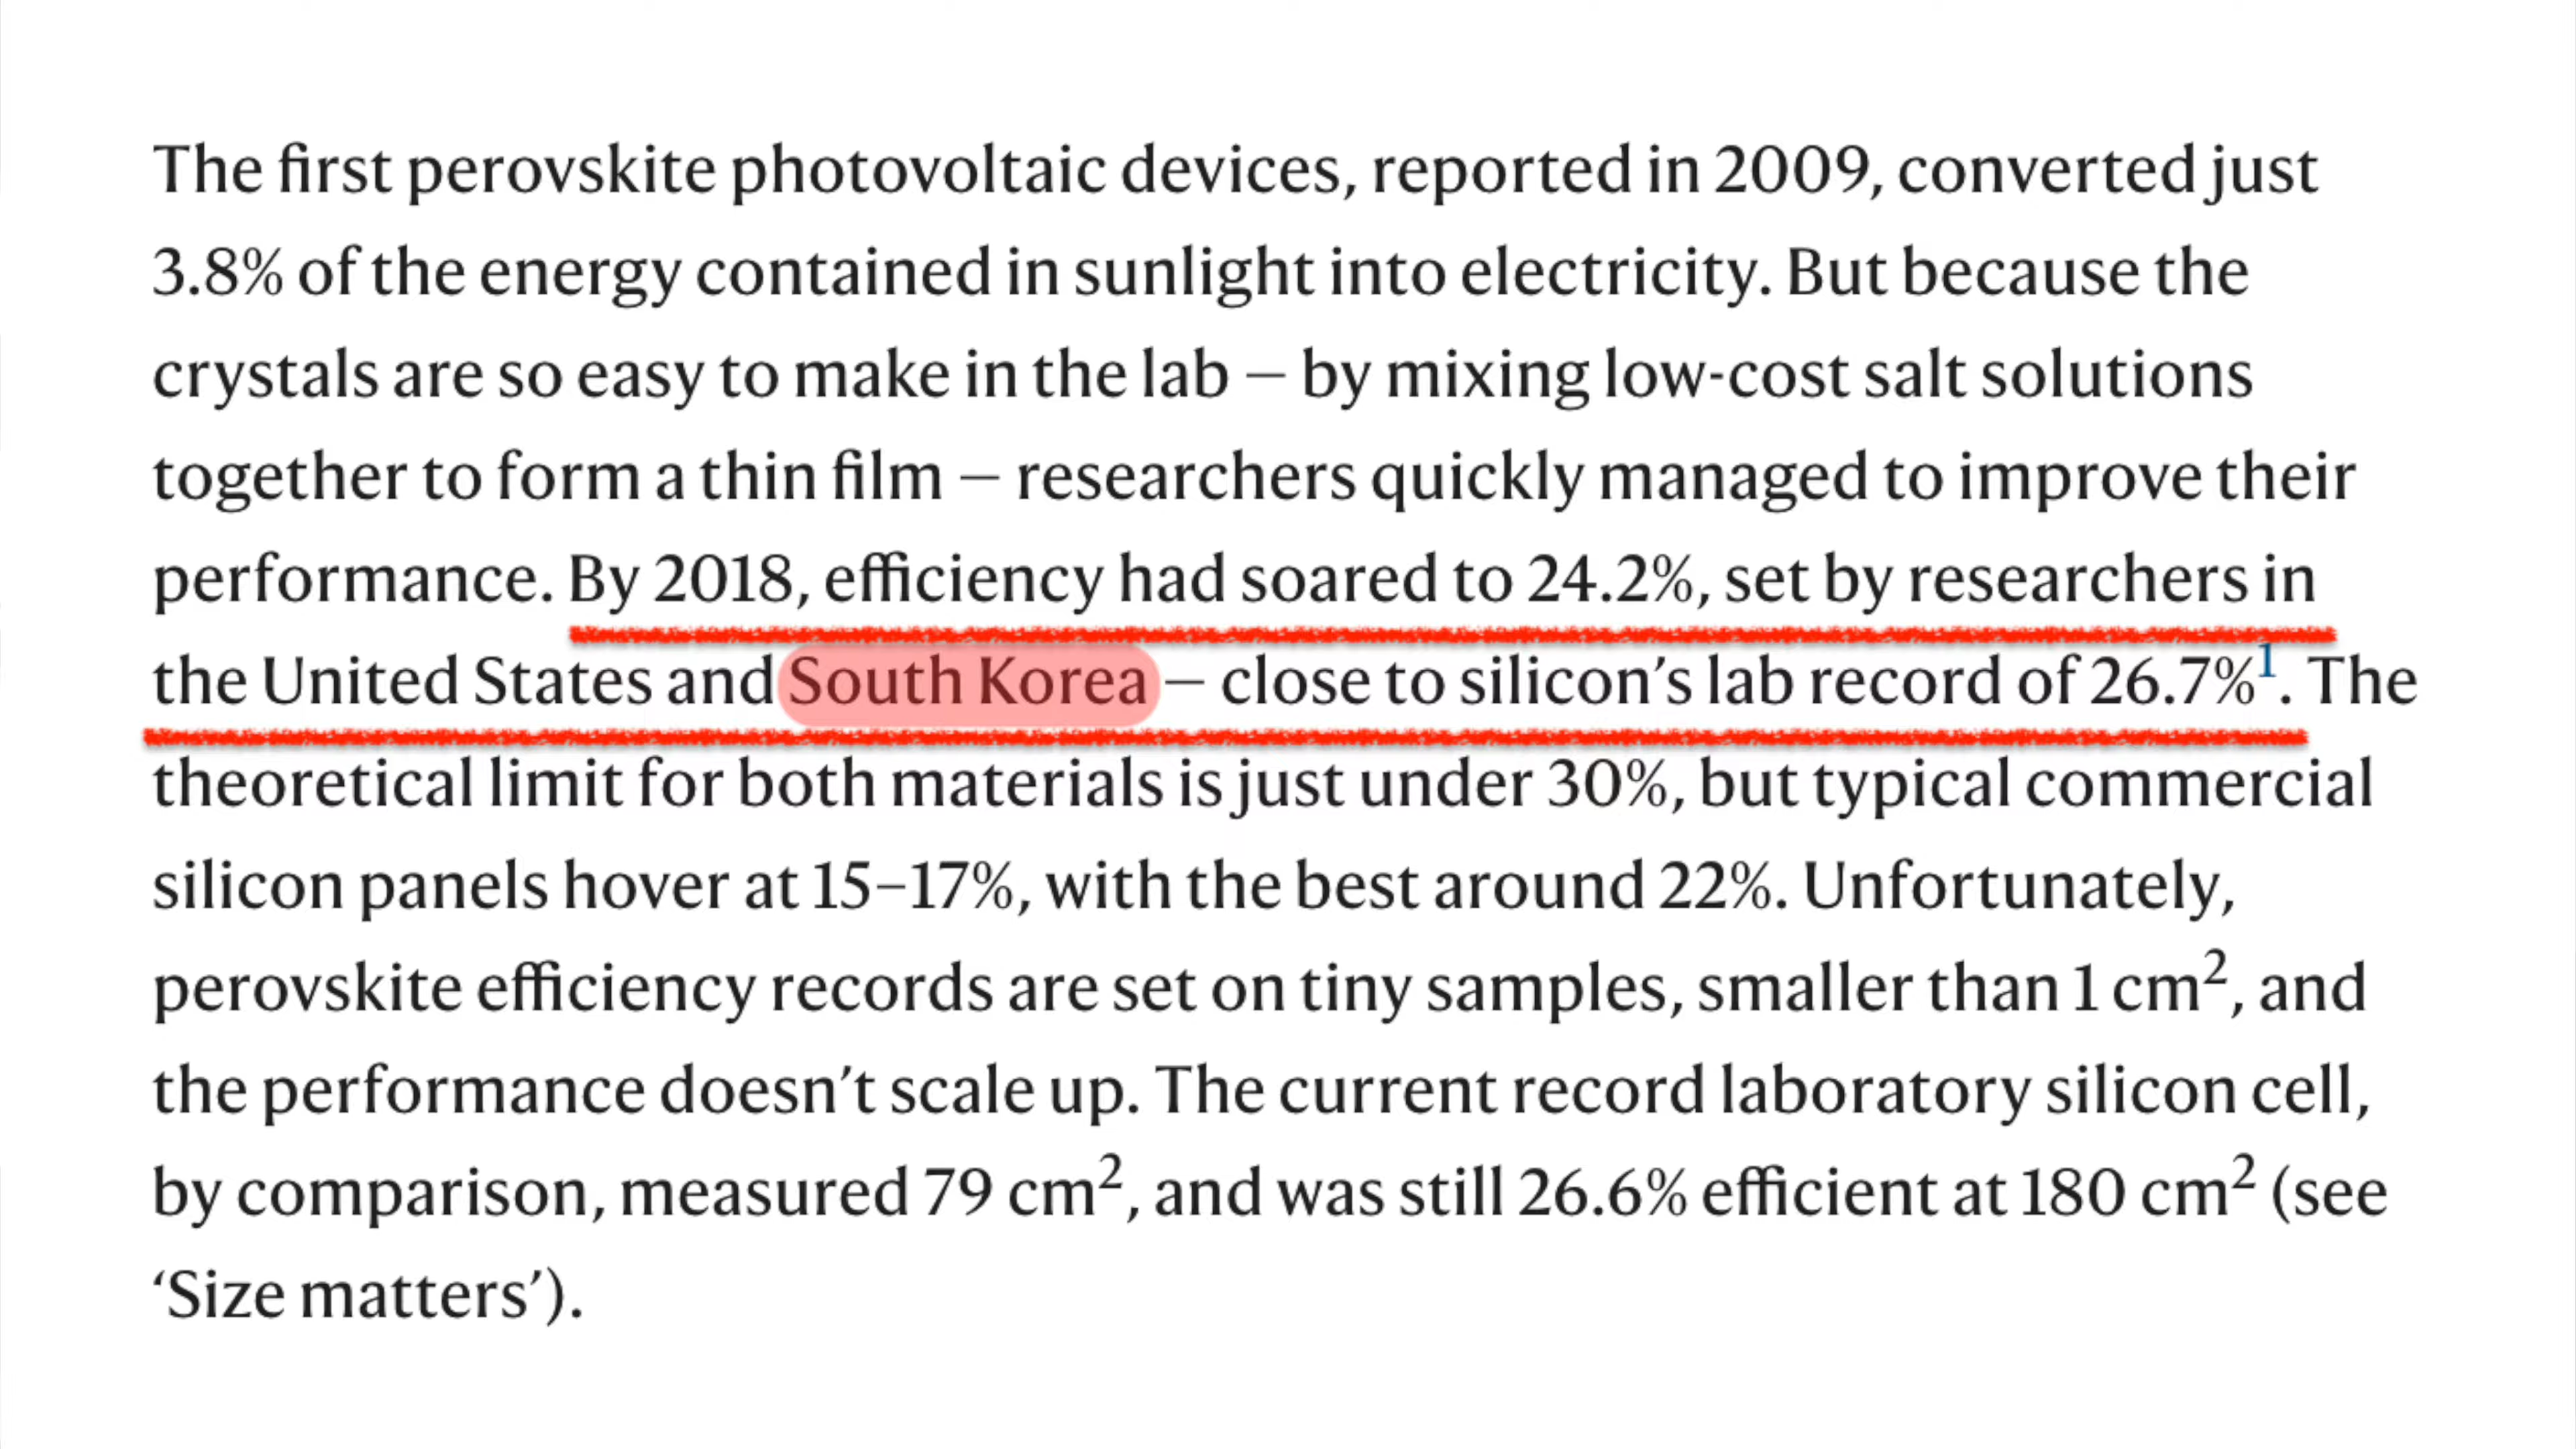 The first perovskite photovoltaic devices, reported in 2009, converted just
3.8% of the energy contained in sunlight into electricity. But because the
crystals are so easy to make in the lab — by mixing low-cost salt solutions
together to form a thin film — researchers quickly managed to improve their
performance. By 2018, efficiency had soared to 24.2%, set by researchers in
the United States and South Korea — close to silicon’s lab record of 26.7%¹. The
theoretical limit for both materials is just under 30%, but typical commercial
silicon panels hover at 15–17%, with the best around 22%. Unfortunately,
perovskite efficiency records are set on tiny samples, smaller than 1 cm², and
the performance doesn’t scale up. The current record laboratory silicon cell,
by comparison, measured 79 cm², and was still 26.6% efficient at 180 cm² (see
‘Size matters’).